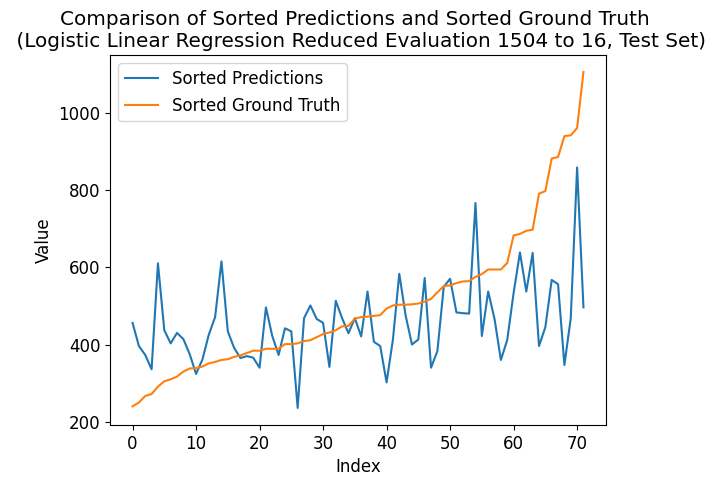 Comparison of Sorted Predictions and Sorted Ground Truth
(Logistic Linear Regression Reduced Evaluation 1504 to 16, Test Set)
Sorted Predictions
Sorted Ground Truth
1000
800
600
400
200
Value
0 10 20 30 40 50 60 70
Index